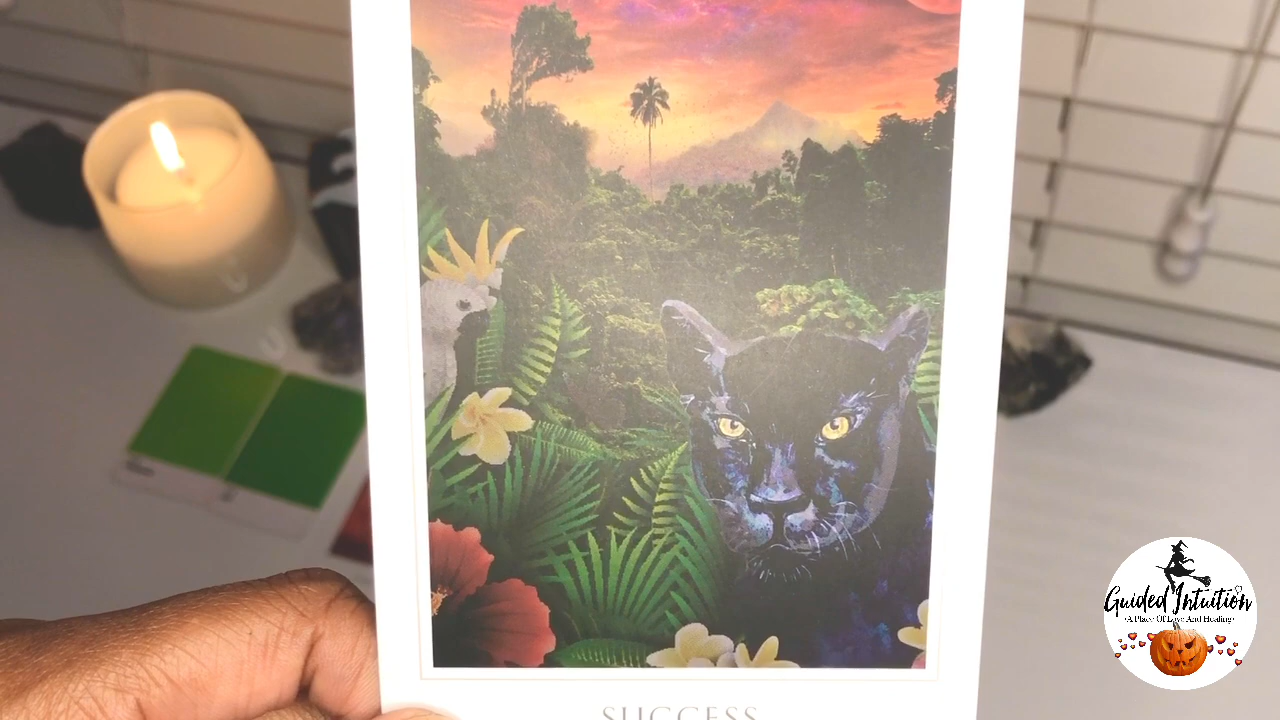 SUCCESS
Guided Intuition
•A Place Of Love And Healing•